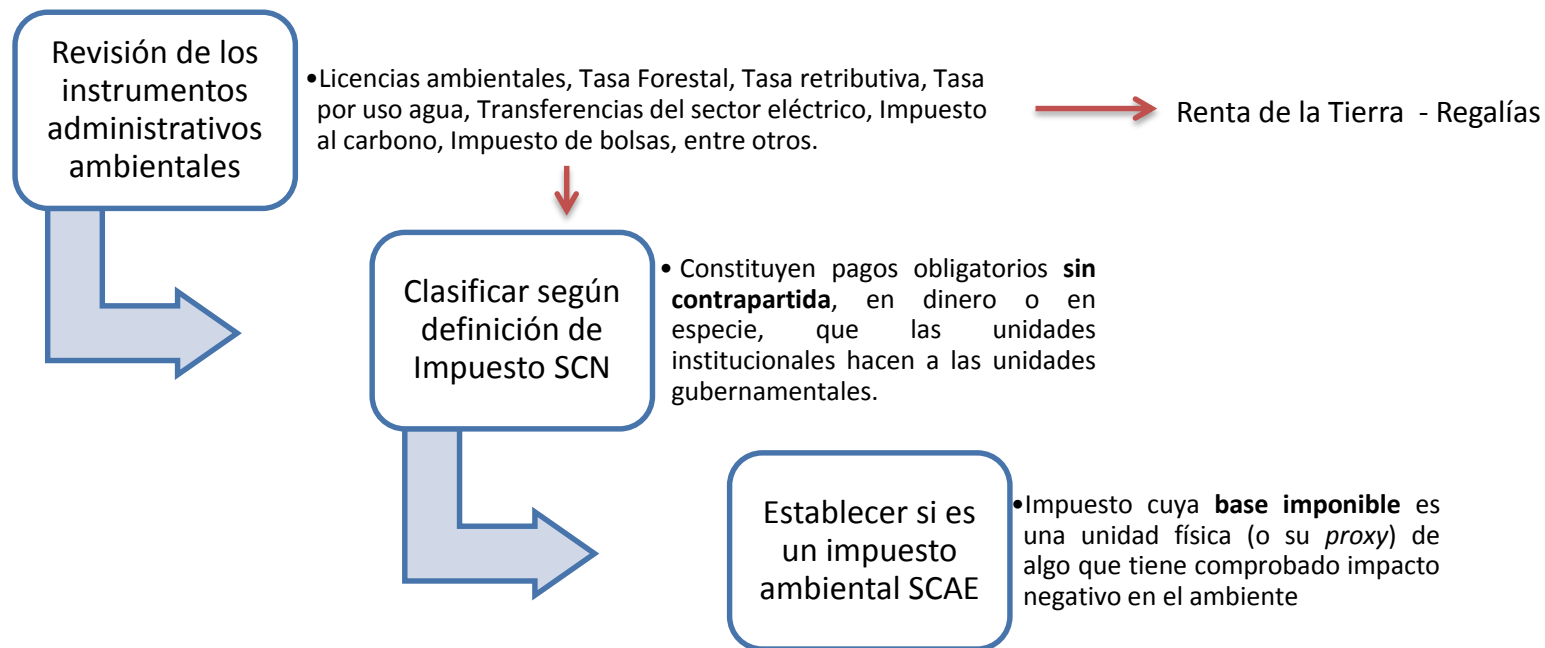 Revisión de los
instrumentos
administrativos
ambientales
•Licencias ambientales, Tasa Forestal, Tasa retributiva, Tasa
por uso agua, Transferencias del sector eléctrico, Impuesto
al carbono, Impuesto de bolsas, entre otros.
Renta de la Tierra - Regalías
Clasificar según
definición de
Impuesto SCN
• Constituyen pagos obligatorios sin
contrapartida, en dinero o en
especie, que las unidades
institucionales hacen a las unidades
gubernamentales.
Establecer si es
un impuesto
ambiental SCAE
•Impuesto cuya base imponible es
una unidad física (o su proxy) de
algo que tiene comprobado impacto
negativo en el ambiente